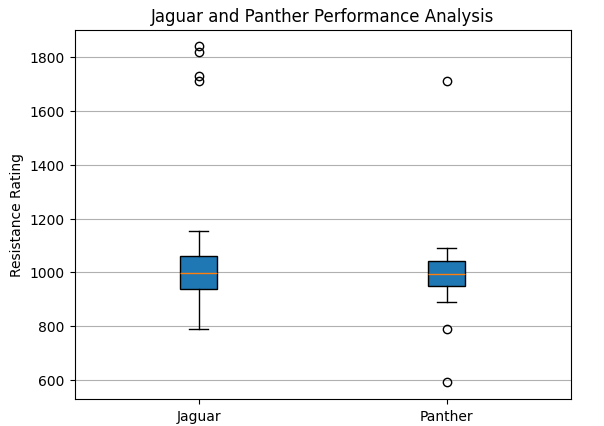 Jaguar and Panther Performance Analysis
Resistance Rating
1800
1600
1400
1200
1000
800
600
Jaguar
Panther